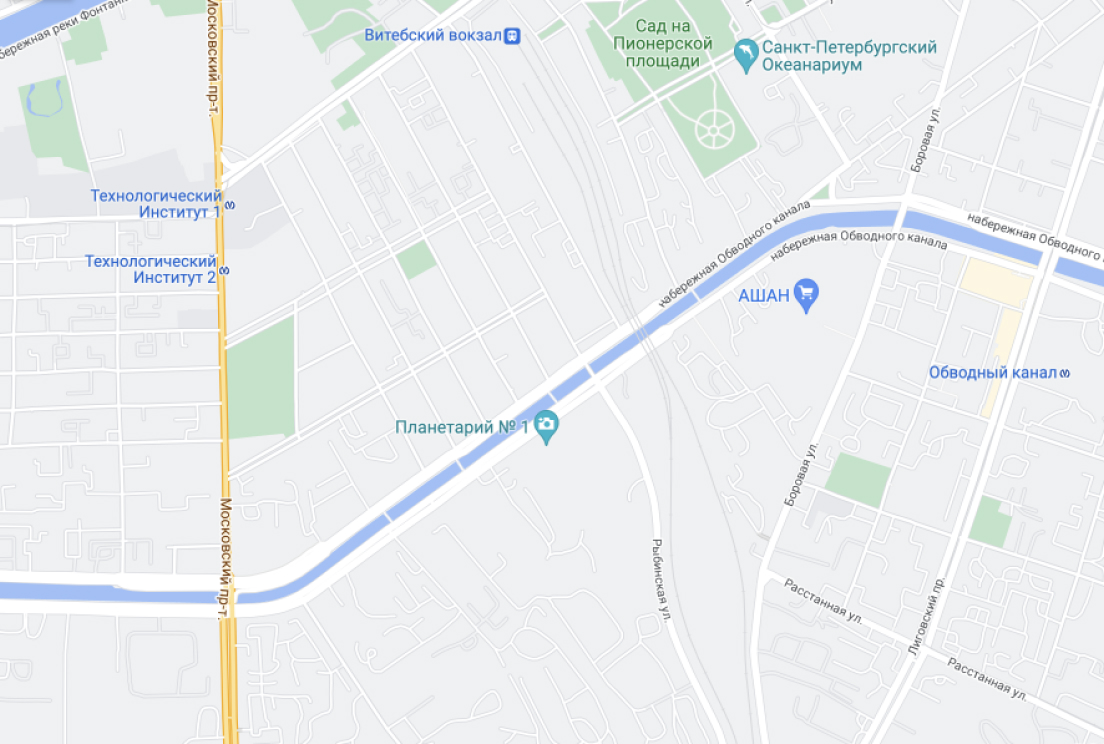 бережная реки Фонтан
Московский пр-т.
Витебский вокзал
Сад на
Пионерской
площади
Санкт-Петербургский
Океанариум
Боровая ул.
Технологический
Институт 1
Технологический
Институт 2
набережная Обводного канала
набережная Обводного канала
набережная Обводного
АШАН
Обводный канал
Планетарий № 1
Боровая ул.
Московский пр-т.
Рыбинская ул.
Расстанная ул.
Лиговский пр.
Расстанная ул.